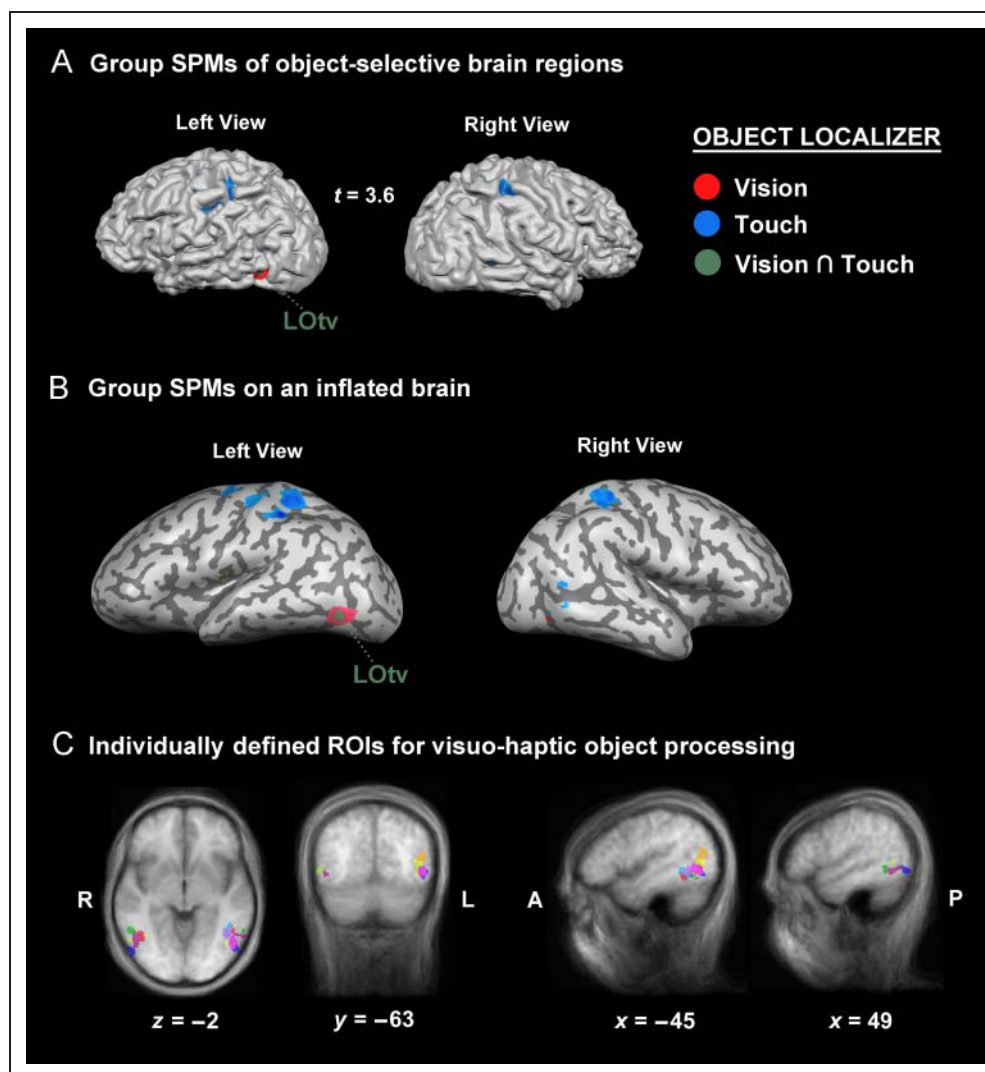 A Group SPMs of object-selective brain regions
Left View
Right View
t = 3.6
OBJECT LOCALIZER
Vision
Touch
Vision ∩ Touch
LOtv
B Group SPMs on an inflated brain
Left View
Right View
LOtv
C Individually defined ROIs for visuo-haptic object processing
R
L
A
P
z = −2
y = −63
x = −45
x = 49